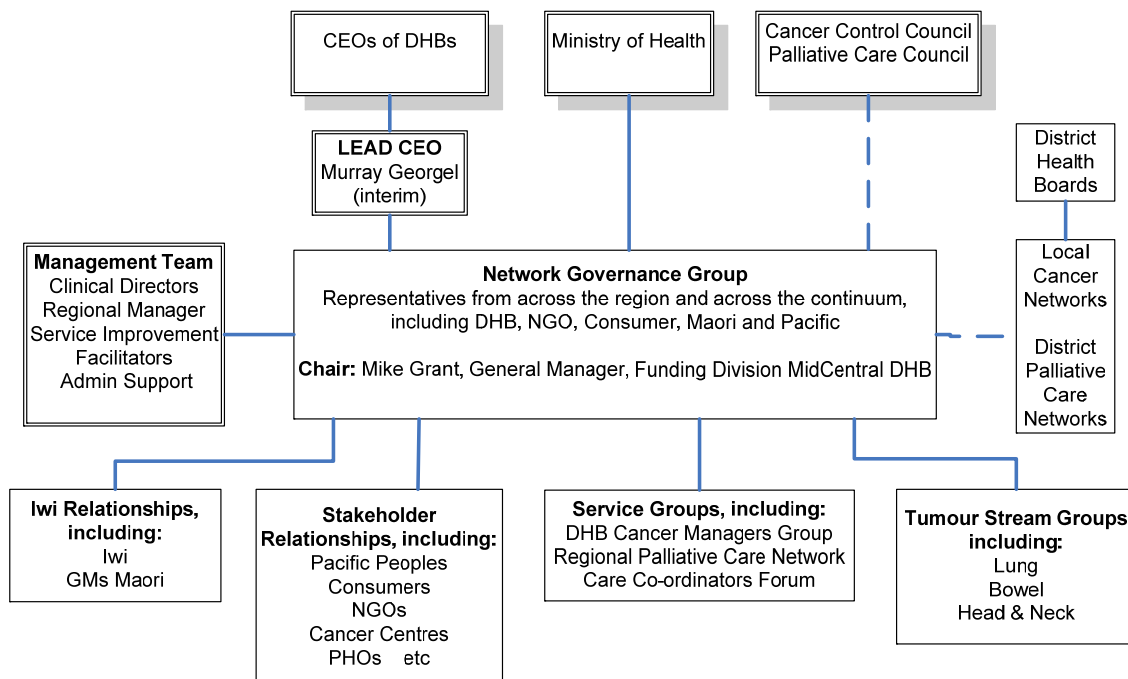 CEOs of DHBs
Ministry of Health
Cancer Control Council
Palliative Care Council
LEAD CEO
Murray Georgel
(interim)
District
Health
Boards
Management Team
Clinical Directors
Regional Manager
Service Improvement
Facilitators
Admin Support
Network Governance Group
Representatives from across the region and across the continuum,
including DHB, NGO, Consumer, Maori and Pacific
Chair: Mike Grant, General Manager, Funding Division MidCentral DHB
Local
Cancer
Networks
District
Palliative
Care
Networks
Iwi Relationships,
including:
Iwi
GMs Maori
Stakeholder
Relationships, including:
Pacific Peoples
Consumers
NGOs
Cancer Centres
PHOs etc
Service Groups, including:
DHB Cancer Managers Group
Regional Palliative Care Network
Care Co-ordinators Forum
Tumour Stream Groups
including:
Lung
Bowel
Head & Neck